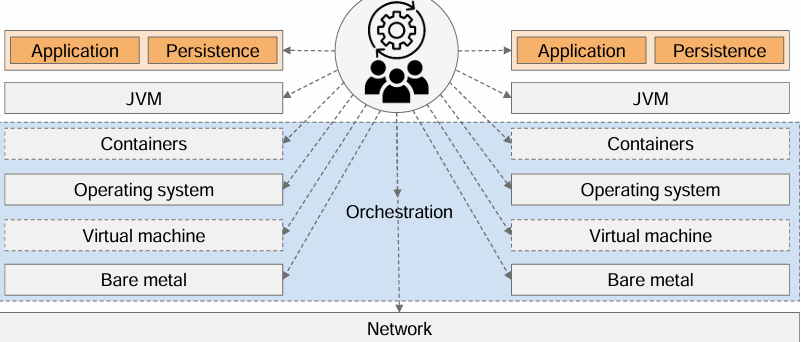 Application Persistence
JVM
Containers
Operating system
Virtual machine
Bare metal
Orchestration
Application Persistence
JVM
Containers
Operating system
Virtual machine
Bare metal
Network